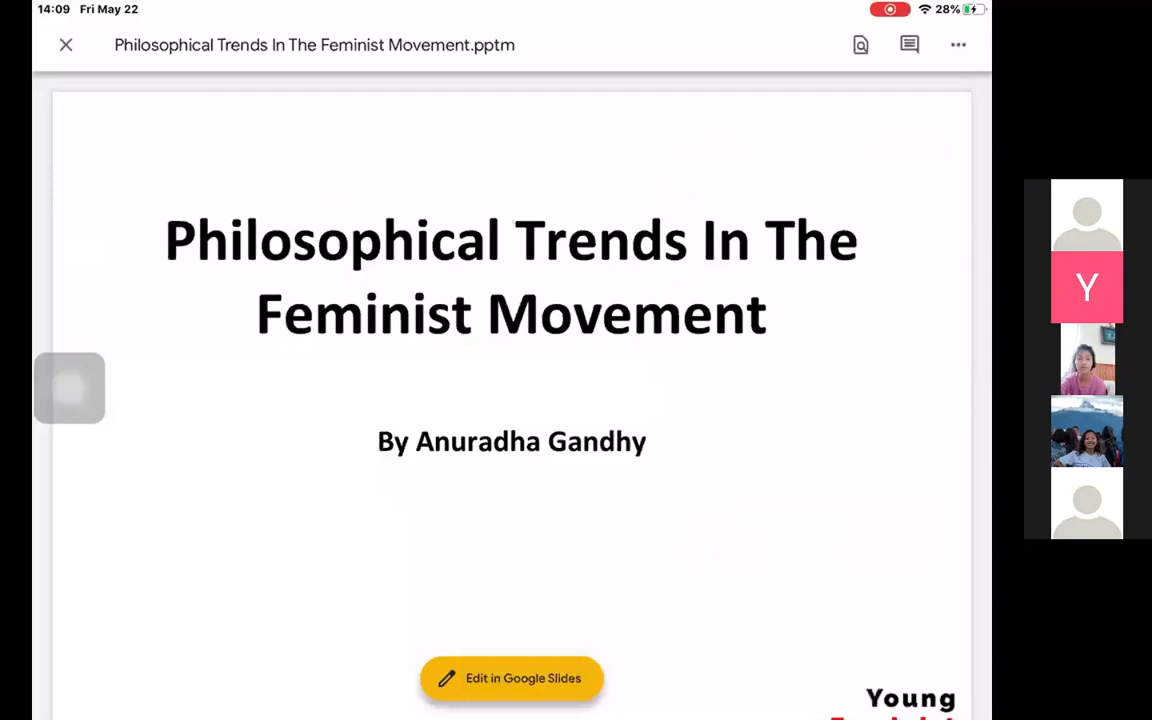 14:09 Fri May 22 28%
Philosophical Trends In The Feminist Movement.pptm
Philosophical Trends In The
Feminist Movement
By Anuradha Gandhy
Y
Edit in Google Slides
Young